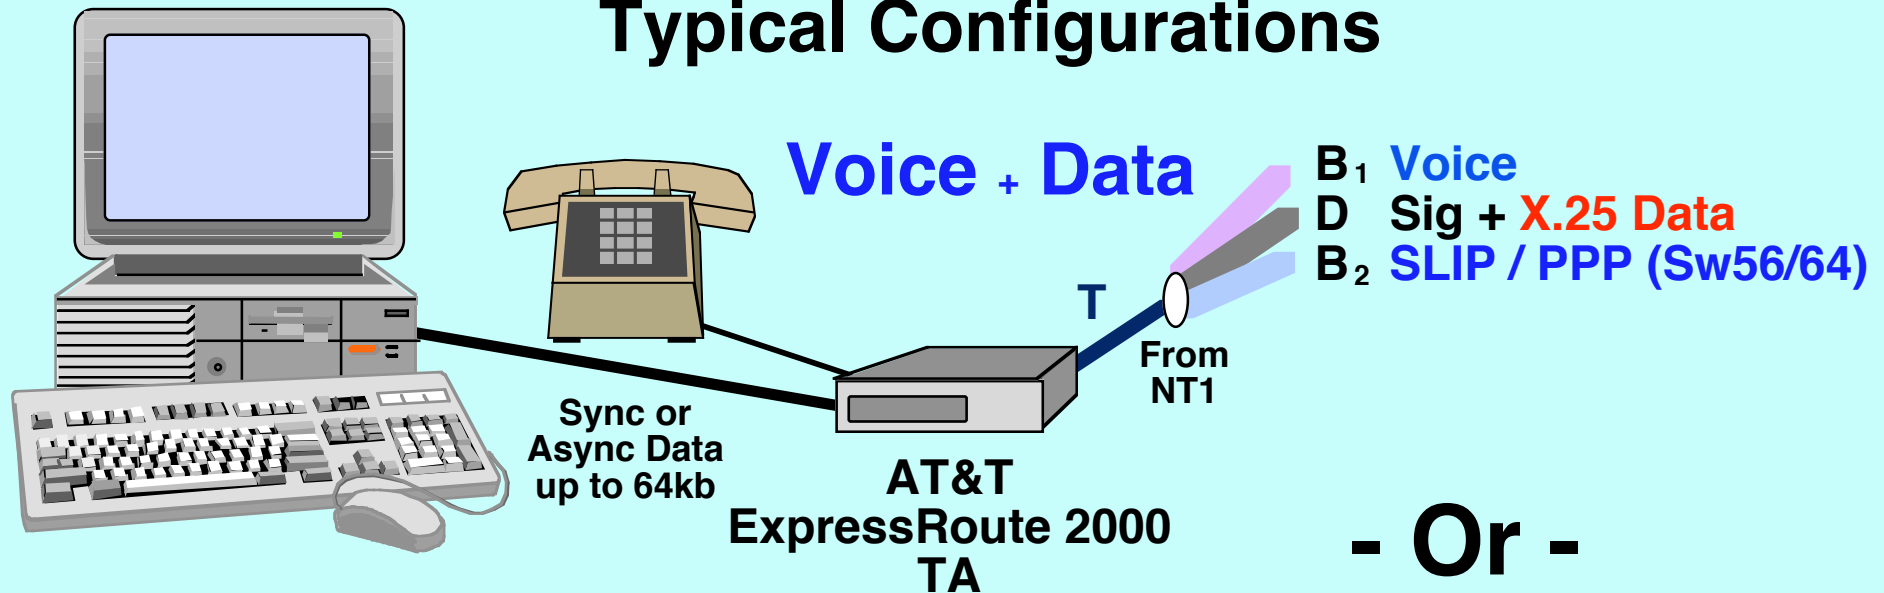 Typical Configurations
Voice + Data
B1 Voice
D Sig + X.25 Data
B2 SLIP / PPP (Sw56/64)
T
From
NT1
Sync or
Async Data
up to 64kb
AT&T
ExpressRoute 2000
TA
- Or -